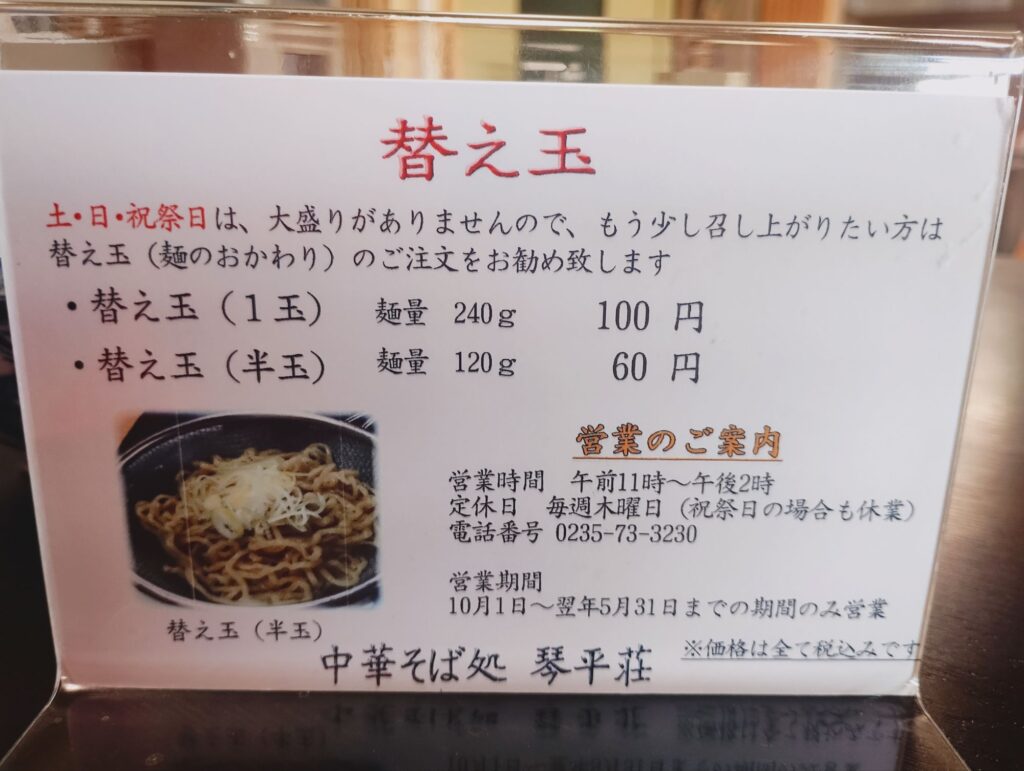 替え玉
土・日・祝祭日は、大盛りがありませんので、もう少し召し上がりたい方は
替え玉（麺のおかわり）のご注文をお勧め致します
・替え玉（１玉） 麺量 240ｇ 100 円
・替え玉（半玉） 麺量 120ｇ 60 円
営業のご案内
営業時間 午前11時～午後2時
定休日 毎週木曜日（祝祭日の場合も休業）
電話番号 0235-73-3230
営業期間
10月1日～翌年5月31日までの期間のみ営業
替え玉（半玉）
※価格は全て税込みです
中華そば処 琴平荘